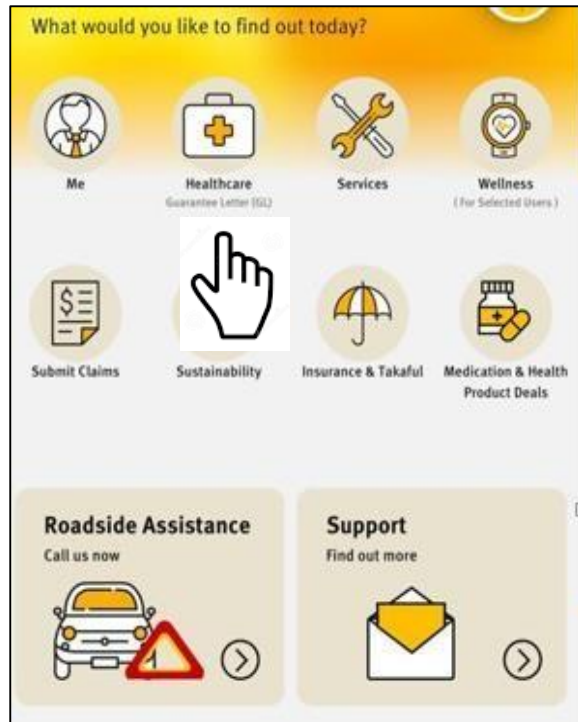 What would you like to find out today?
Me
Healthcare
Guarantee Letter (GL)
Services
Wellness
( For Selected Users )
Submit Claims
Sustainability
Insurance & Takaful
Medication & Health
Product Deals
Roadside Assistance
Call us now
Support
Find out more